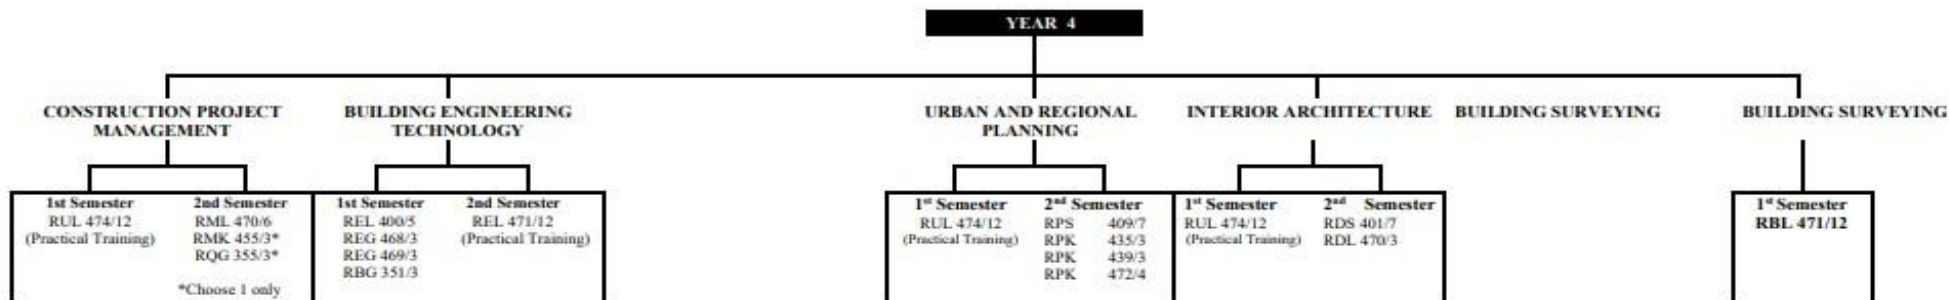 YEAR 4
CONSTRUCTION PROJECT
MANAGEMENT
1st Semester
RUL 474/12
(Practical Training)
2nd Semester
RML 470/6
RMK 455/3*
RQG 355/3*
*Choose 1 only
BUILDING ENGINEERING
TECHNOLOGY
1st Semester
REL 400/5
REG 468/3
REG 469/3
RBG 351/3
2nd Semester
REL 471/12
(Practical Training)
URBAN AND REGIONAL
PLANNING
1st Semester
RUL 474/12
(Practical Training)
2nd Semester
RPS 409/7
RPK 435/3
RPK 439/3
RPK 472/4
INTERIOR ARCHITECTURE
1st Semester
RUL 474/12
(Practical Training)
2nd Semester
RDS 401/7
RDL 470/3
BUILDING SURVEYING
BUILDING SURVEYING
1st Semester
RBL 471/12